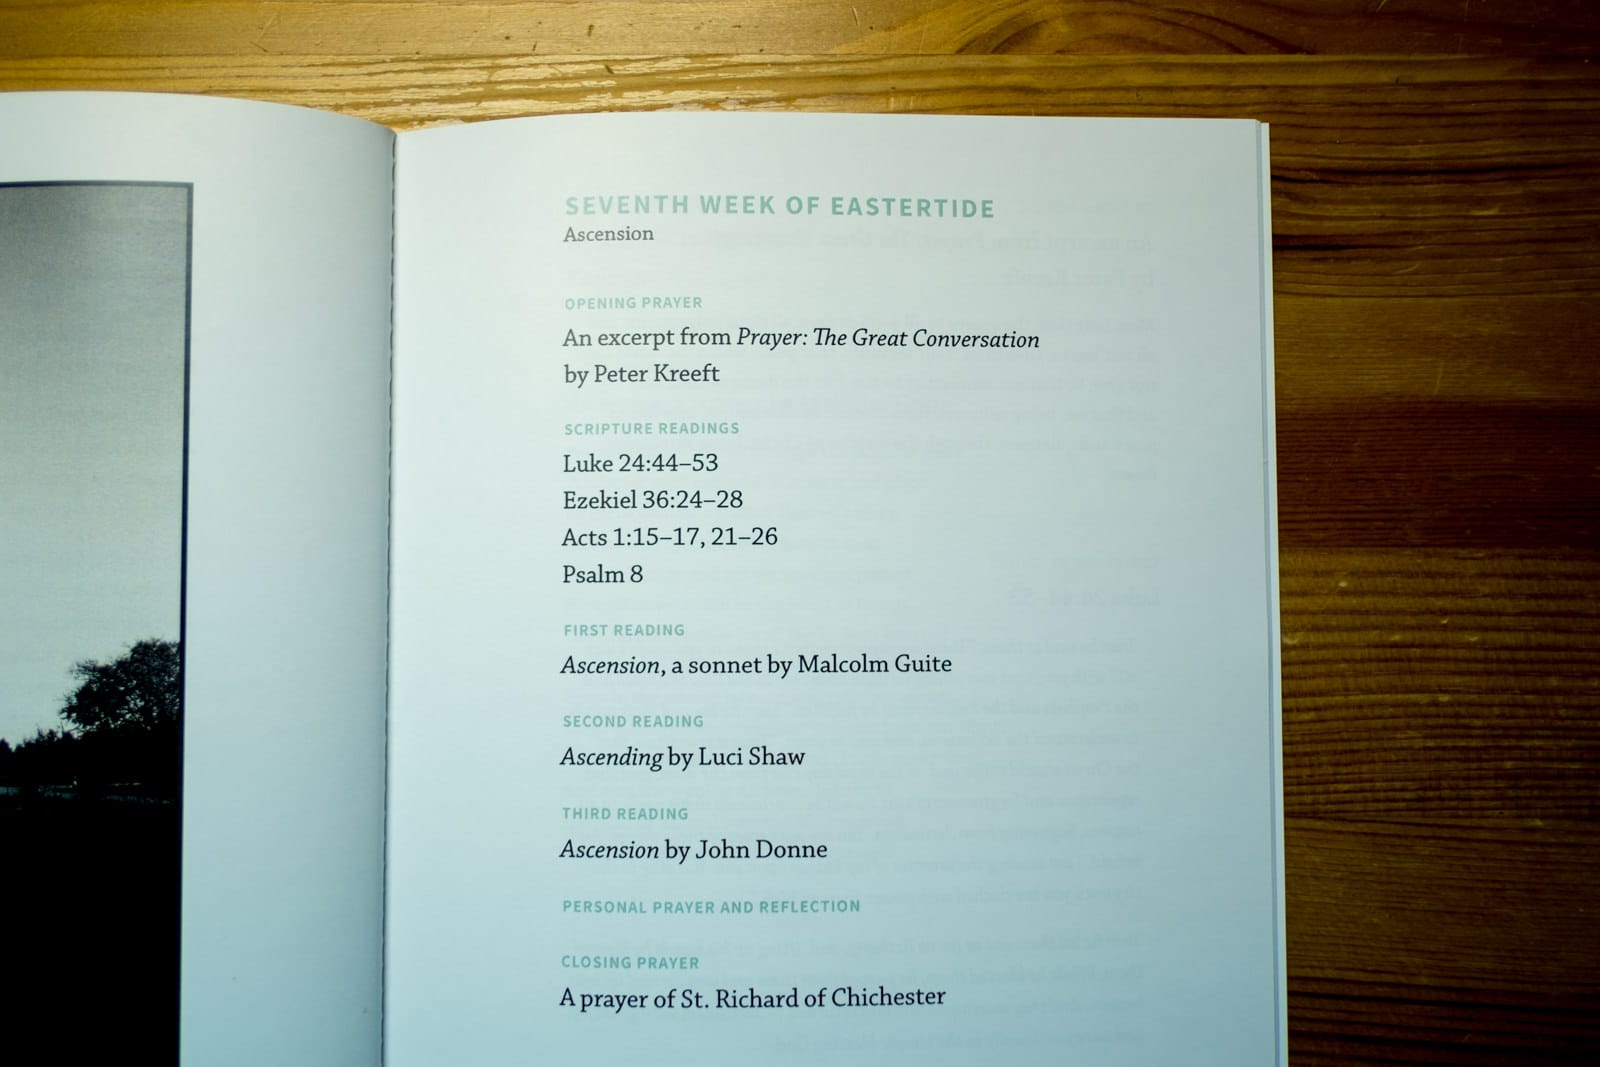 SEVENTH WEEK OF EASTERTIDE
Ascension
OPENING PRAYER
An excerpt from Prayer: The Great Conversation
by Peter Kreeft
SCRIPTURE READINGS
Luke 24:44–53
Ezekiel 36:24–28
Acts 1:15–17, 21–26
Psalm 8
FIRST READING
Ascension, a sonnet by Malcolm Guite
SECOND READING
Ascending by Luci Shaw
THIRD READING
Ascension by John Donne
PERSONAL PRAYER AND REFLECTION
CLOSING PRAYER
A prayer of St. Richard of Chichester